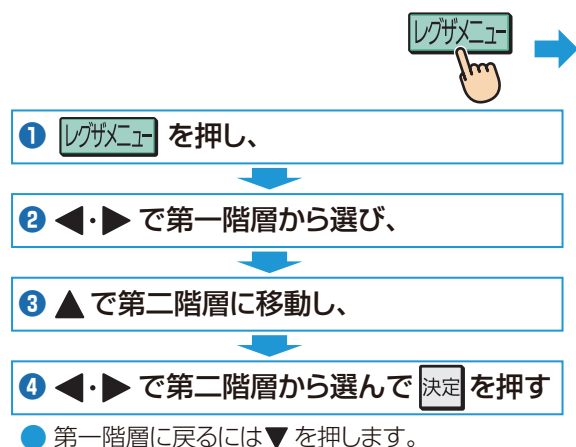 レグザメニュー
❶ レグザメニュー を押し、
❷ ◀・▶ で第一階層から選び、
❸ ▲ で第二階層に移動し、
❹ ◀・▶ で第二階層から選んで 決定 を押す
● 第一階層に戻るには▼ を押します。